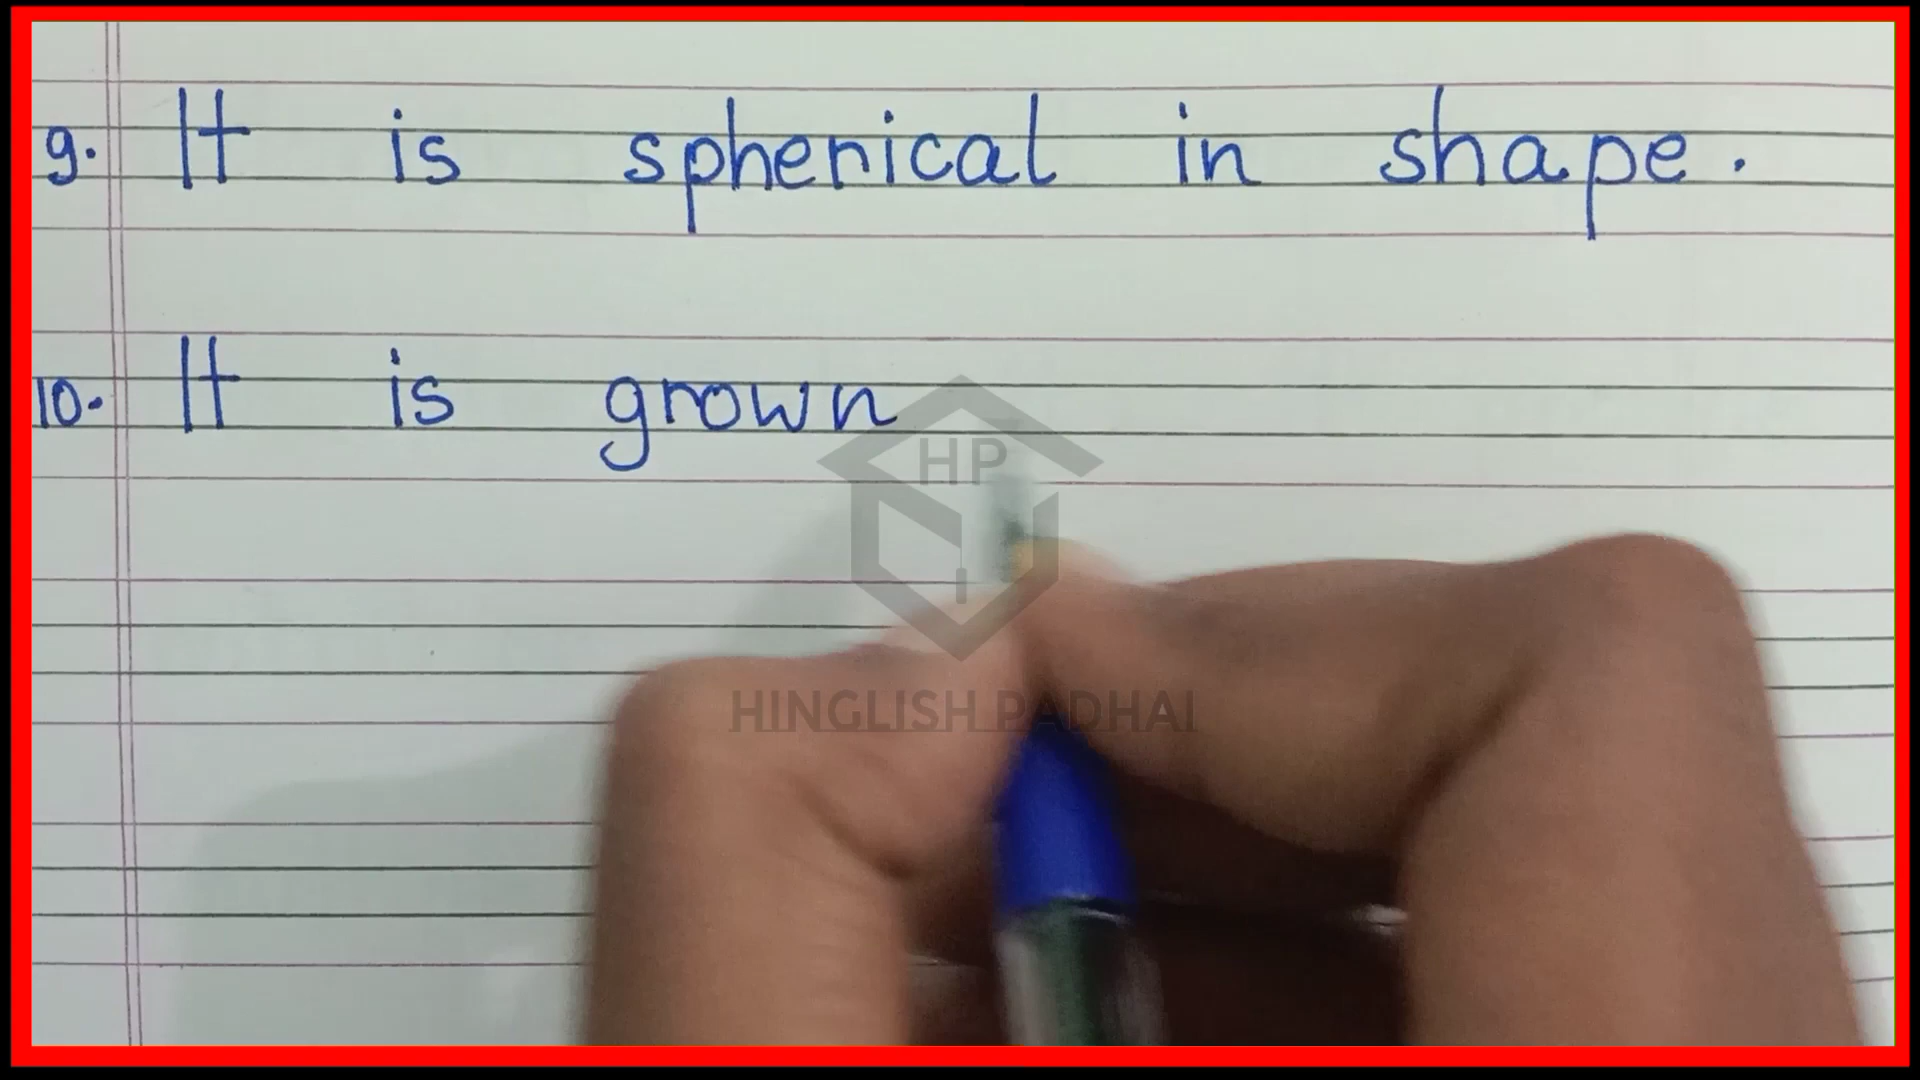 9. It is spherical in shape.
10. It is grown
HP
I
HINGLISH PADHAI